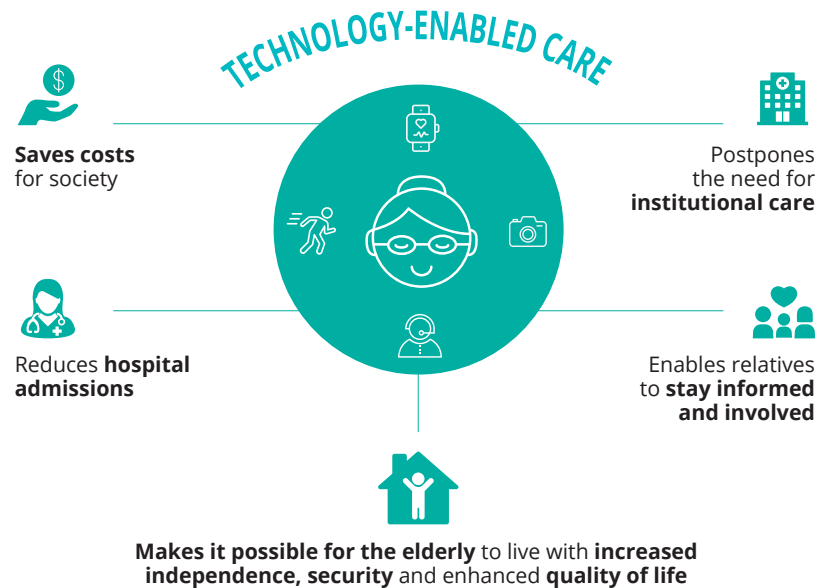 TECHNOLOGY-ENABLED CARE
$
Saves costs
for society
Postpones
the need for
institutional care
Reduces hospital
admissions
Enables relatives
to stay informed
and involved
Makes it possible for the elderly to live with increased
independence, security and enhanced quality of life